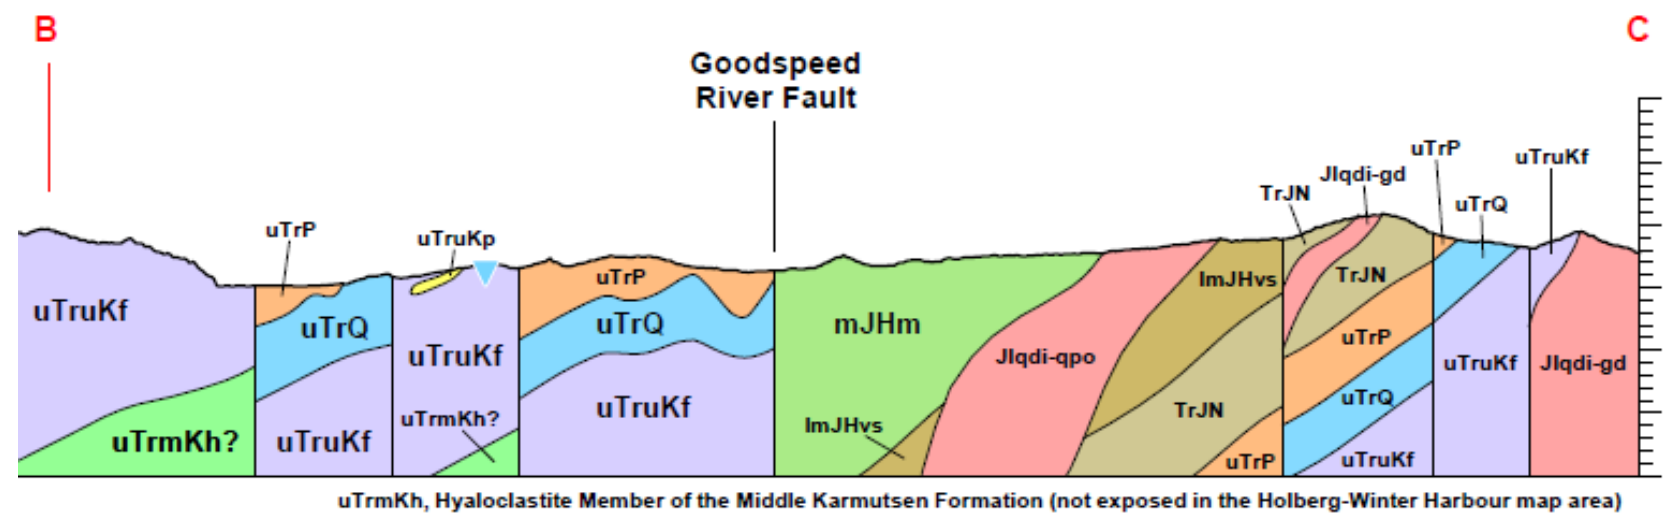 B
C
Goodspeed
River Fault
uTrP
uTruKf
uTrP
Jlqdi-gd
TrJN
uTrQ
uTrP
uTruKp
uTruKf
uTrQ
uTruKf
uTrmKh?
uTrmKh?
uTruKf
uTrP
uTrQ
uTruKf
mJHm
lmJHvs
Jlqdi-qpo
lmJHvs
TrJN
uTrP
TrJN
uTrP
uTrQ
uTruKf
uTruKf
Jlqdi-gd
uTrmKh, Hyaloclastite Member of the Middle Karmutsen Formation (not exposed in the Holberg-Winter Harbour map area)